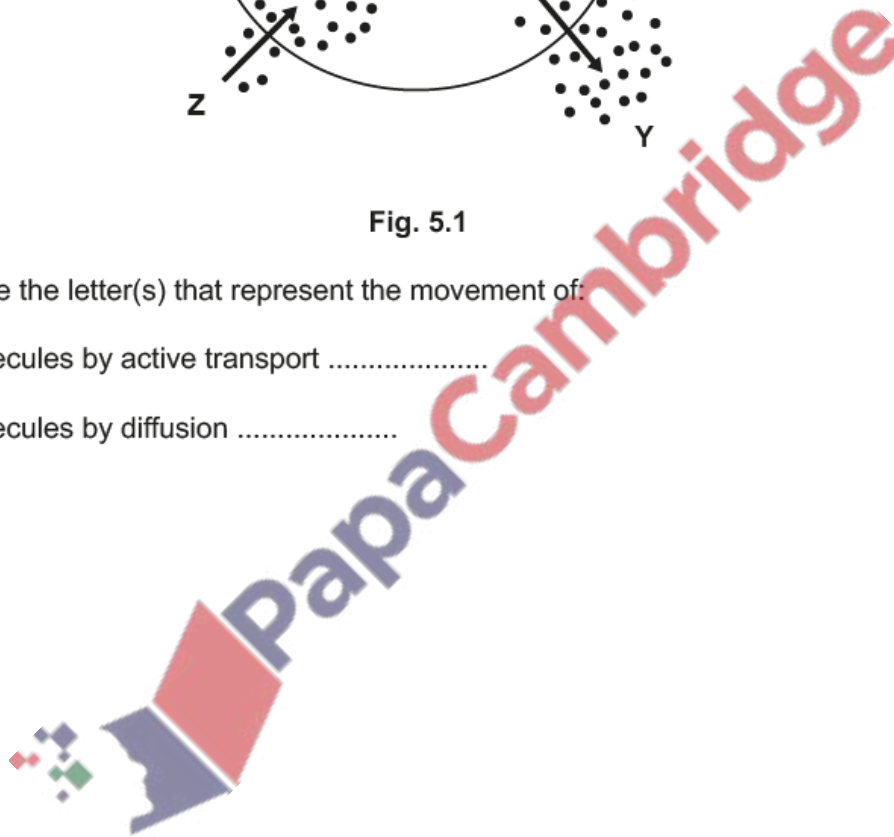 Z
Y
Fig. 5.1
e the letter(s) that represent the movement of:
ecules by active transport ....................
ecules by diffusion ....................
PapaCambridge